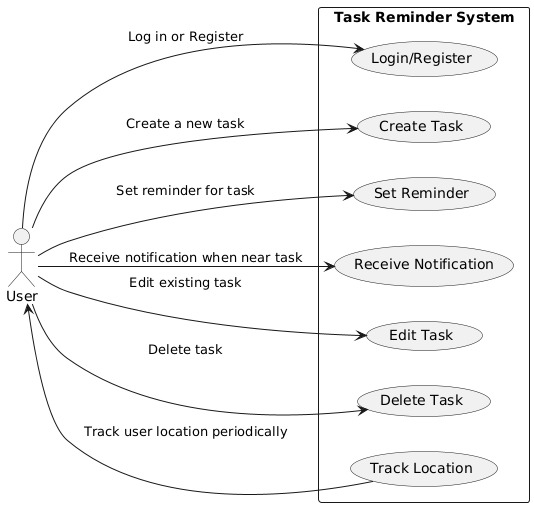 Task Reminder System
Log in or Register
Login/Register
Create a new task
Create Task
Set reminder for task
Set Reminder
Receive notification when near task
Receive Notification
User
Edit existing task
Edit Task
Delete task
Delete Task
Track user location periodically
Track Location